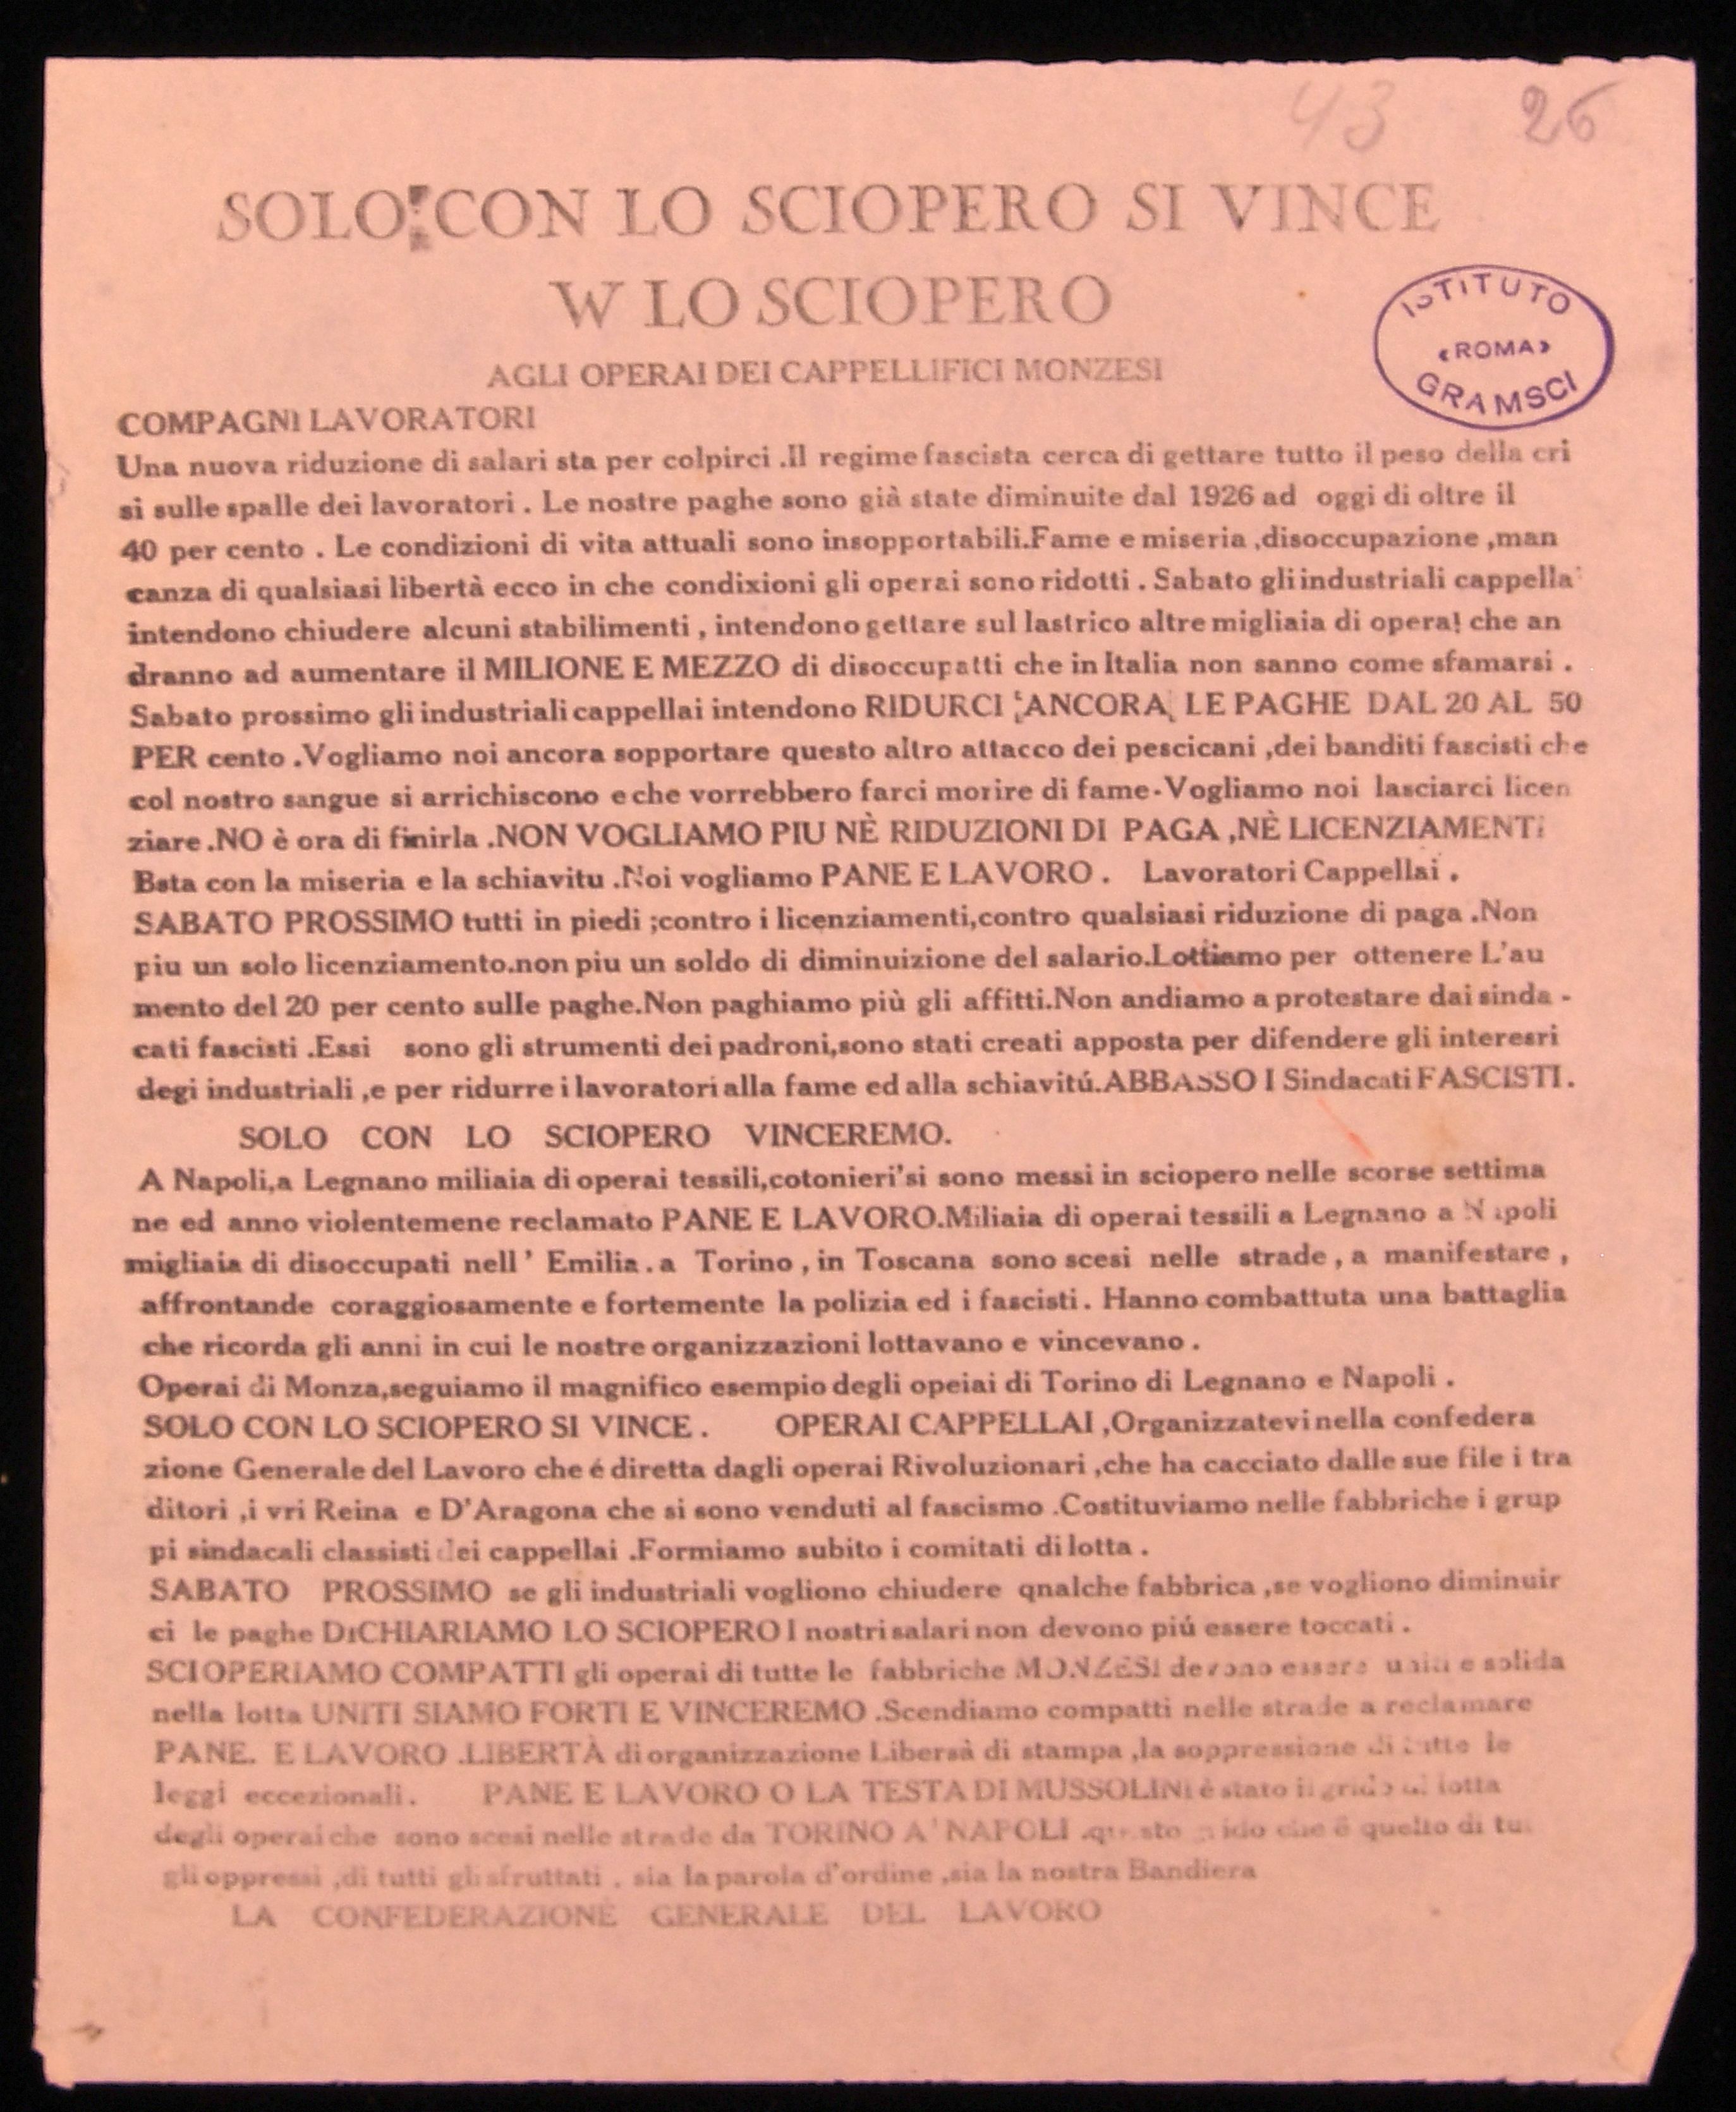 43 26
SOLO CON LO SCIOPERO SI VINCE
W LO SCIOPERO
ISTITUTO
«ROMA»
GRAMSCI
AGLI OPERAI DEI CAPPELLIFICI MONZESI
COMPAGNI LAVORATORI
Una nuova riduzione di salari sta per colpirci .Il regime fascista cerca di gettare tutto il peso della cri
si sulle spalle dei lavoratori . Le nostre paghe sono già state diminuite dal 1926 ad oggi di oltre il
40 per cento . Le condizioni di vita attuali sono insopportabili.Fame e miseria ,disoccupazione ,man
canza di qualsiasi libertà ecco in che condixioni gli operai sono ridotti . Sabato gli industriali cappella
intendono chiudere alcuni stabilimenti , intendono gettare sul lastrico altre migliaia di opera! che an
dranno ad aumentare il MILIONE E MEZZO di disoccupatti che in Italia non sanno come sfamarsi .
Sabato prossimo gli industriali cappellai intendono RIDURCI ANCORA LE PAGHE DAL 20 AL 50
PER cento .Vogliamo noi ancora sopportare questo altro attacco dei pescicani ,dei banditi fascisti che
col nostro sangue si arrichiscono e che vorrebbero farci morire di fame-Vogliamo noi lasciarci licen
ziare .NO è ora di finirla .NON VOGLIAMO PIU NÈ RIDUZIONI DI PAGA ,NÈ LICENZIAMENTi
Bsta con la miseria e la schiavitu .Noi vogliamo PANE E LAVORO . Lavoratori Cappellai .
SABATO PROSSIMO tutti in piedi ;contro i licenziamenti,contro qualsiasi riduzione di paga .Non
piu un solo licenziamento.non piu un soldo di diminuizione del salario.Lottiamo per ottenere L'au
mento del 20 per cento sulle paghe.Non paghiamo più gli affitti.Non andiamo a protestare dai sinda -
cati fascisti .Essi sono gli strumenti dei padroni,sono stati creati apposta per difendere gli interesri
degi industriali ,e per ridurre i lavoratori alla fame ed alla schiavitú.ABBASSO I Sindacati FASCISTI .
SOLO CON LO SCIOPERO VINCEREMO.
A Napoli,a Legnano miliaia di operai tessili,cotonieri'si sono messi in sciopero nelle scorse settima
ne ed anno violentemene reclamato PANE E LAVORO.Miliaia di operai tessili a Legnano a Napoli
migliaia di disoccupati nell ' Emilia . a Torino , in Toscana sono scesi nelle strade , a manifestare ,
affrontande coraggiosamente e fortemente la polizia ed i fascisti . Hanno combattuta una battaglia
che ricorda gli anni in cui le nostre organizzazioni lottavano e vincevano .
Operai di Monza,seguiamo il magnifico esempio degli opeiai di Torino di Legnano e Napoli .
SOLO CON LO SCIOPERO SI VINCE . OPERAI CAPPELLAI ,Organizzatevi nella confedera
zione Generale del Lavoro che é diretta dagli operai Rivoluzionari ,che ha cacciato dalle sue file i tra
ditori ,i vri Reina e D'Aragona che si sono venduti al fascismo .Costituviamo nelle fabbriche i grup
pi sindacali classisti dei cappellai .Formiamo subito i comitati di lotta .
SABATO PROSSIMO se gli industriali vogliono chiudere qnalche fabbrica ,se vogliono diminuir
ci le paghe DiCHIARIAMO LO SCIOPERO I nostri salari non devono piú essere toccati .
SCIOPERIAMO COMPATTI gli operai di tutte le fabbriche MONZESI devono essere uniti e solida
nella lotta UNITI SIAMO FORTI E VINCEREMO .Scendiamo compatti nelle strade a reclamare
PANE. E LAVORO .LIBERTÀ di organizzazione Libersà di stampa ,la soppressione di tutte le
leggi eccezionali . PANE E LAVORO O LA TESTA DI MUSSOLINI è stato il grido di lotta
degli operai che sono scesi nelle strade da TORINO A' NAPOLI .questo grido che ê quello di tu
gli oppressi ,di tutti gli sfruttati . sia la parola d'ordine ,sia la nostra Bandiera
LA CONFEDERAZIONE GENERALE DEL LAVORO